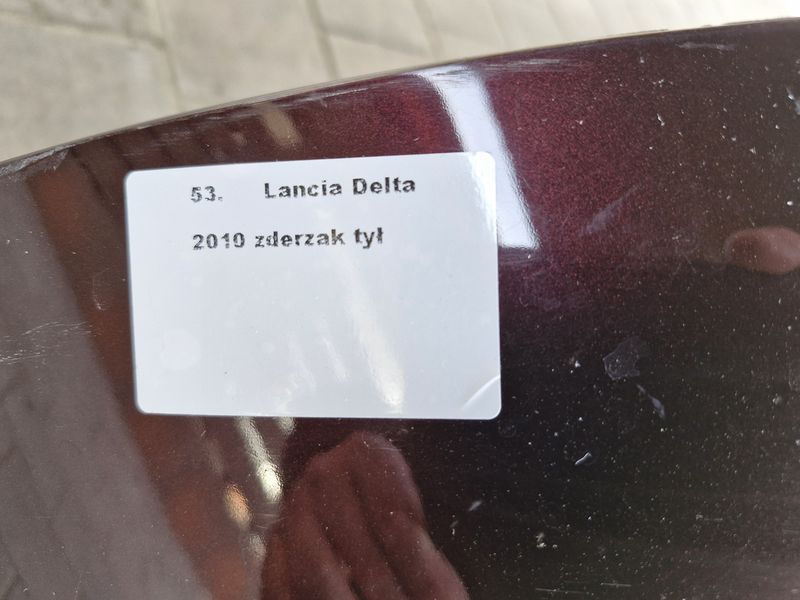 53. Lancia Delta
2010 zderzak tył